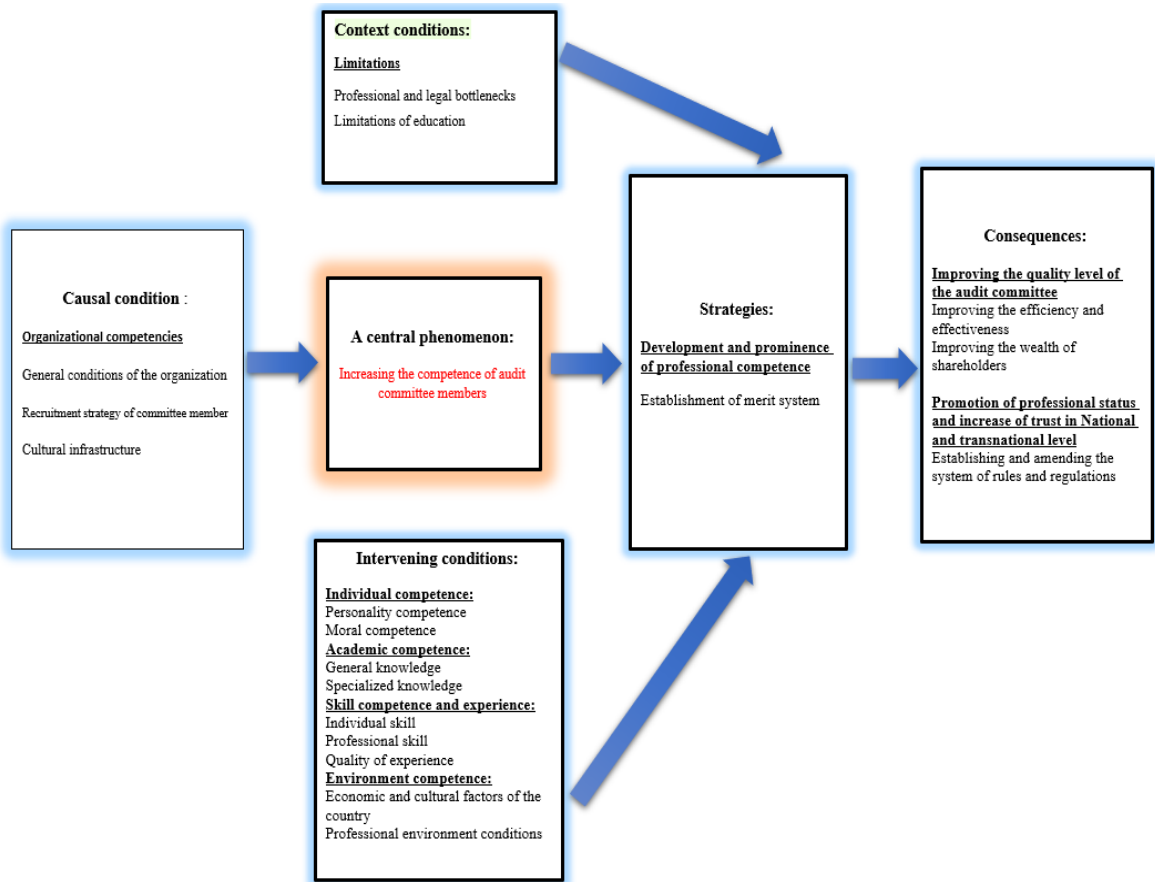 Context conditions:
Limitations
Professional and legal bottlenecks
Limitations of education
Causal condition :
Organizational competencies
General conditions of the organization
Recruitment strategy of committee member
Cultural infrastructure
A central phenomenon:
Increasing the competence of audit
committee members
Intervening conditions:
Individual competence:
Personality competence
Moral competence
Academic competence:
General knowledge
Specialized knowledge
Skill competence and experience:
Individual skill
Professional skill
Quality of experience
Environment competence:
Economic and cultural factors of the
country
Professional environment conditions
Strategies:
Development and prominence
of professional competence
Establishment of merit system
Consequences:
Improving the quality level of
the audit committee
Improving the efficiency and
effectiveness
Improving the wealth of
shareholders
Promotion of professional status
and increase of trust in National
and transnational level
Establishing and amending the
system of rules and regulations